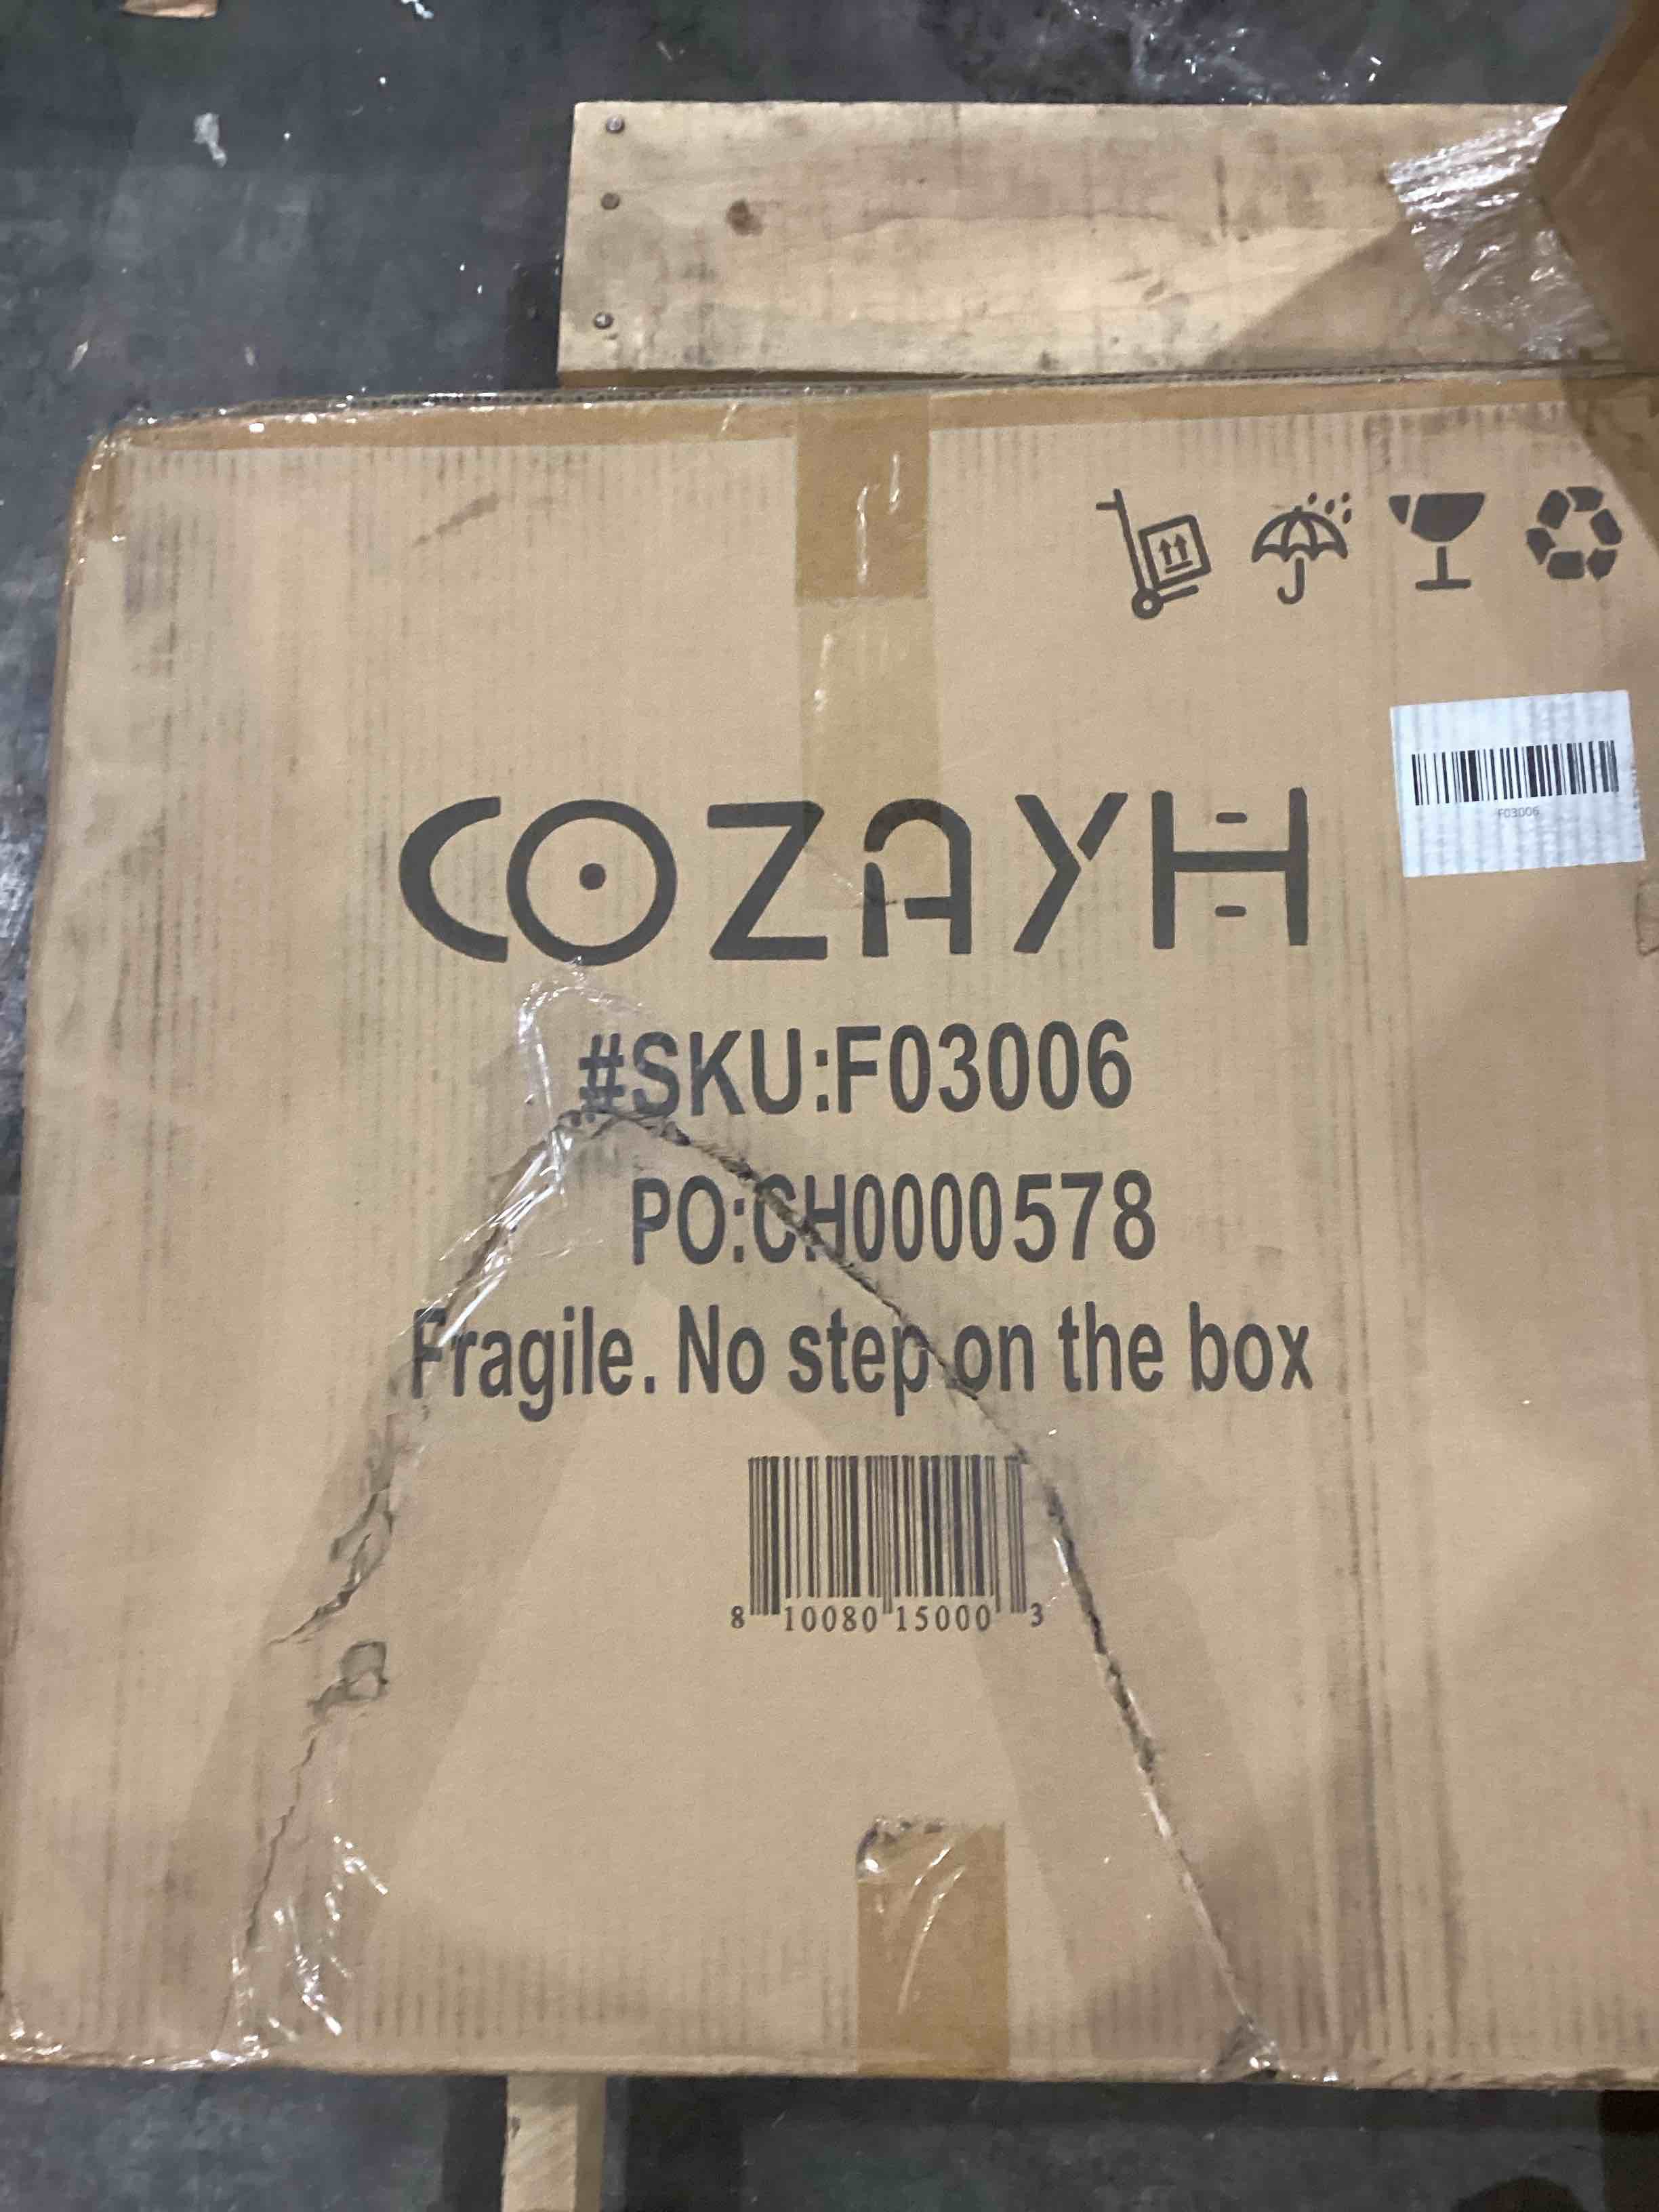 COZAYH
F03006
#SKU:F03006
PO:CH0000578
Fragile. No step on the box
8 10080 15000 3